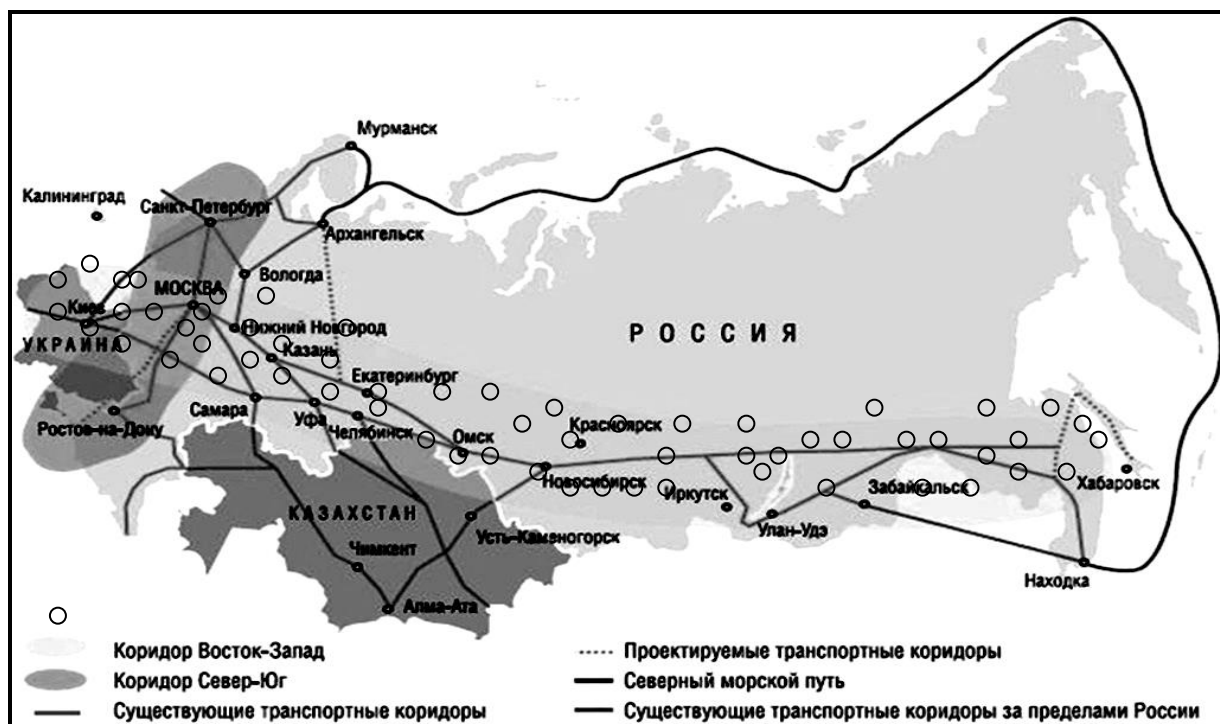 Мурманск
Калининград
Санкт-Петербург
Архангельск
Вологда
МОСКВА
Киев
Нижний Новгород
УКРАИНА
РОССИЯ
Казань
Екатеринбург
Самара
Уфа
Ростов-на-Дону
Челябинск
Омск
Красноярск
Новосибирск
Иркутск
Забайкальск
Хабаровск
КАЗАХСТАН
Усть-Каменогорск
Улан-Удэ
Чимкент
Находка
Алма-Ата
Коридор Восток-Запад
Коридор Север-Юг
Существующие транспортные коридоры
Проектируемые транспортные коридоры
Северный морской путь
Существующие транспортные коридоры за пределами России